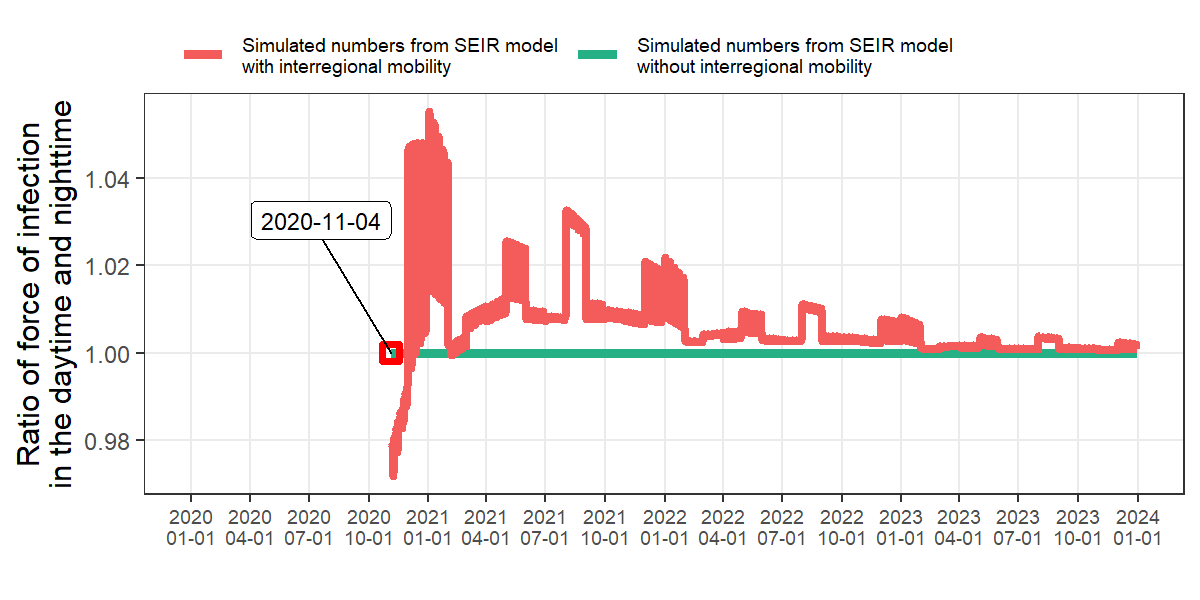 Simulated numbers from SEIR model
with interregional mobility
Simulated numbers from SEIR model
without interregional mobility
Ratio of force of infection
in the daytime and nighttime
1.04
1.02
1.00
0.98
2020-11-04
2020 2020 2020 2020 2021 2021 2021 2021 2022 2022 2022 2022 2023 2023 2023 2023 2024
01-01 04-01 07-01 10-01 01-01 04-01 07-01 10-01 01-01 04-01 07-01 10-01 01-01 04-01 07-01 10-01 01-01